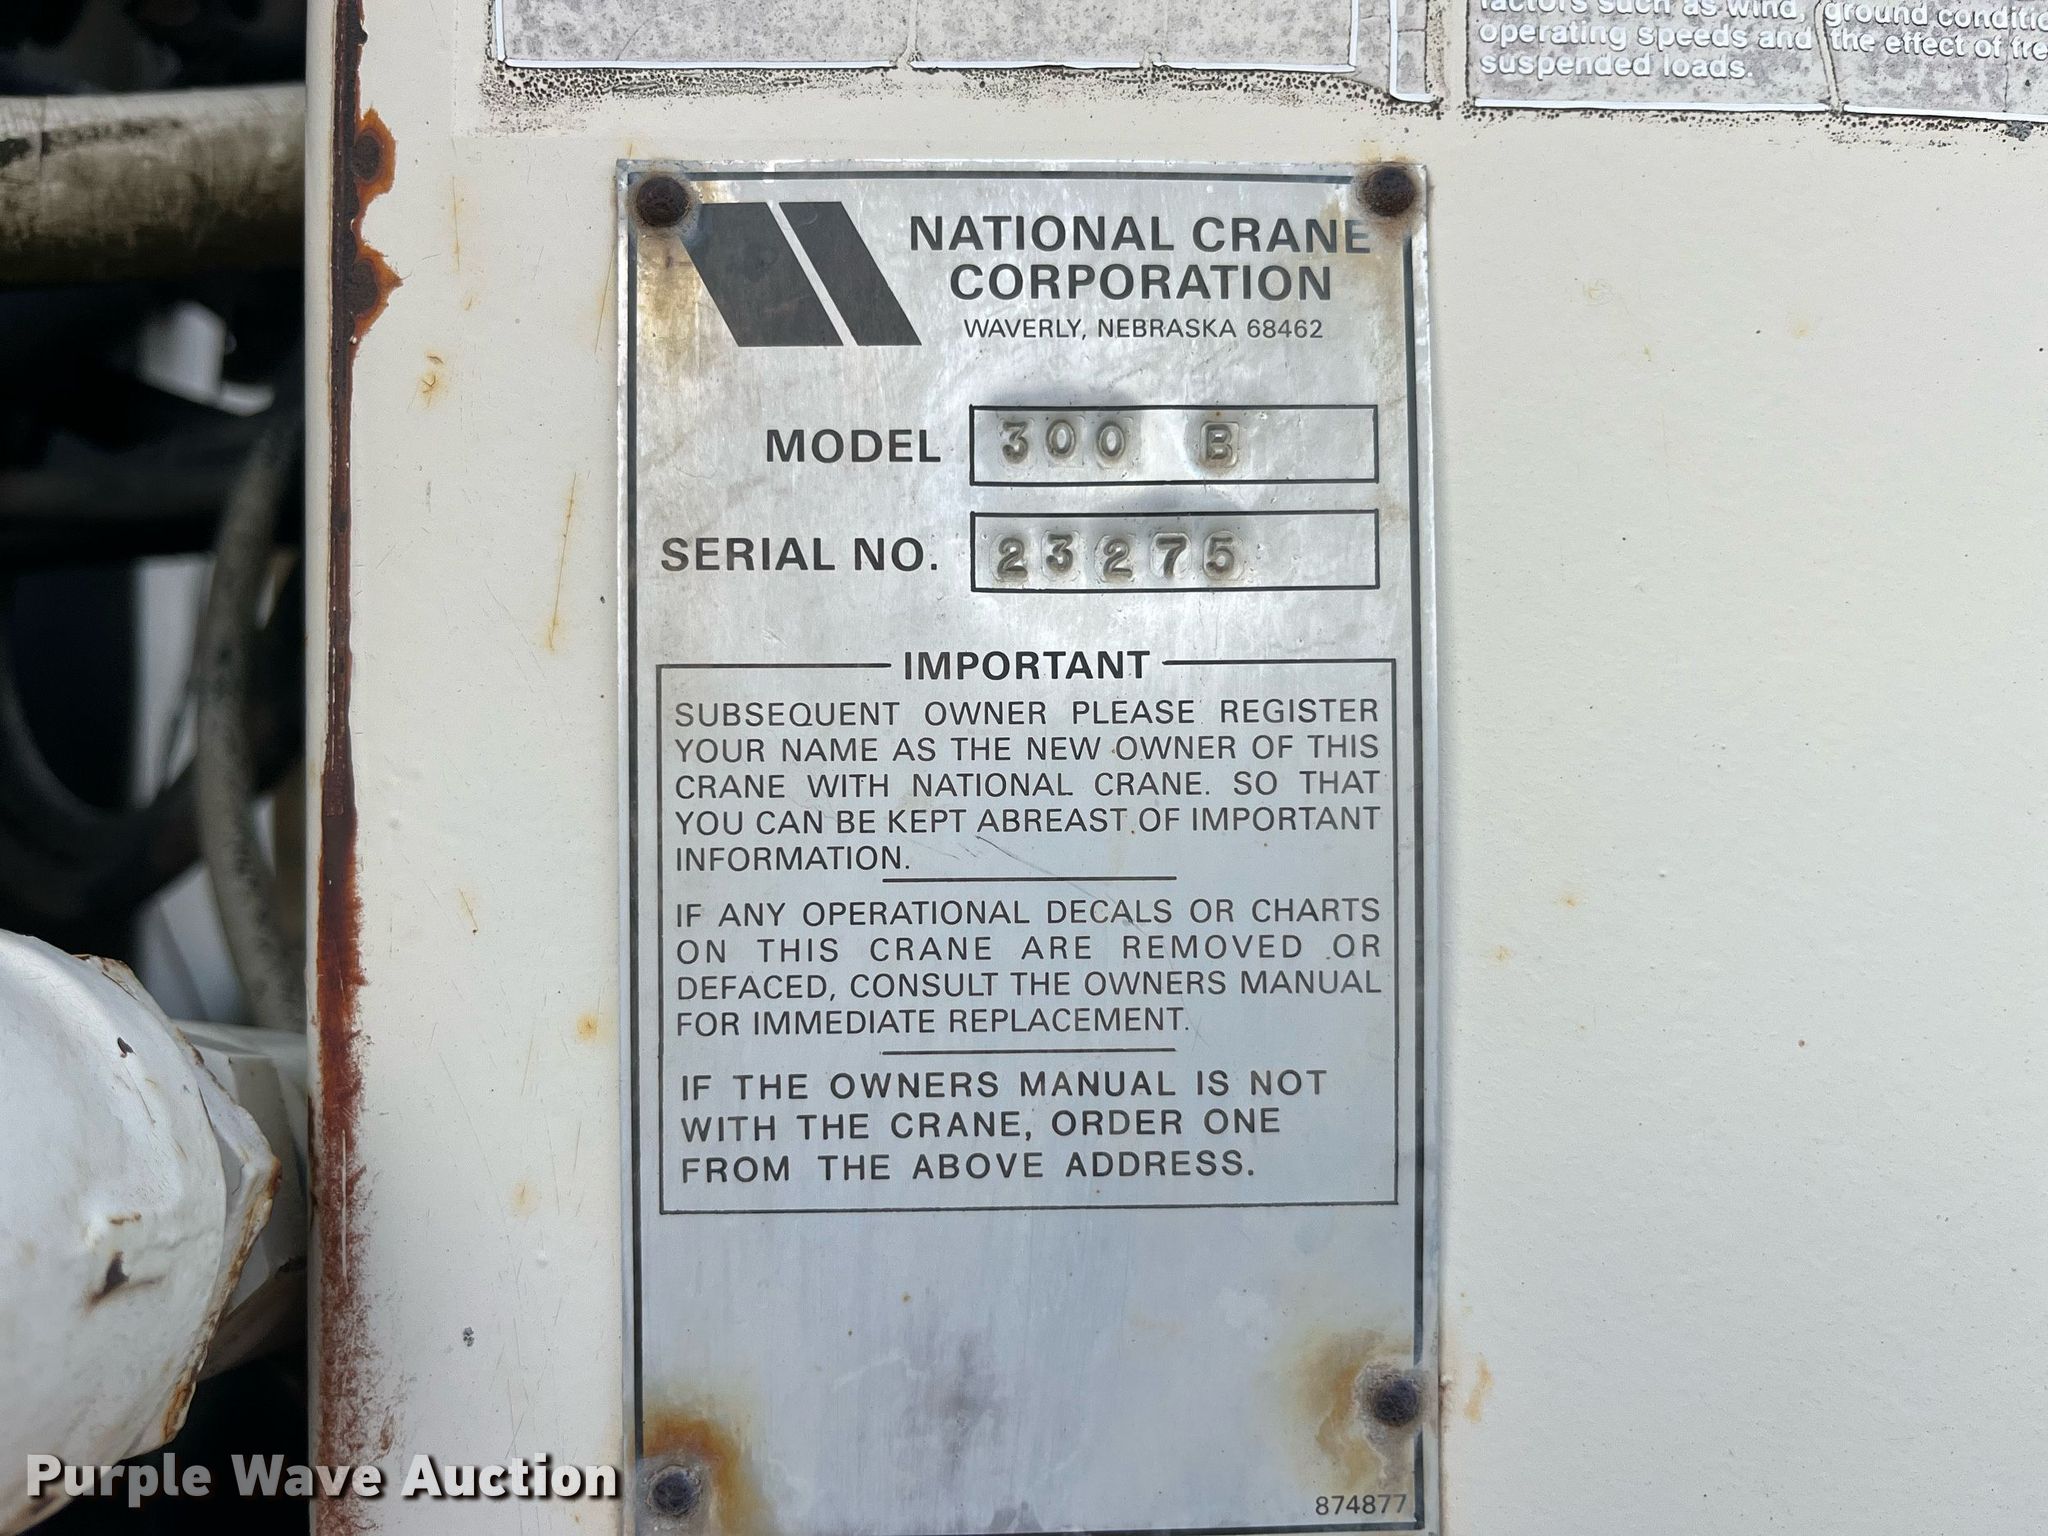 factors such as wind, ground conditio
operating speeds and the effect of fre
suspended loads.
NATIONAL CRANE
CORPORATION
WAVERLY, NEBRASKA 68462
MODEL 300 B
SERIAL NO. 23275
IMPORTANT
SUBSEQUENT OWNER PLEASE REGISTER
YOUR NAME AS THE NEW OWNER OF THIS
CRANE WITH NATIONAL CRANE. SO THAT
YOU CAN BE KEPT ABREAST OF IMPORTANT
INFORMATION.
IF ANY OPERATIONAL DECALS OR CHARTS
ON THIS CRANE ARE REMOVED OR
DEFACED, CONSULT THE OWNERS MANUAL
FOR IMMEDIATE REPLACEMENT.
IF THE OWNERS MANUAL IS NOT
WITH THE CRANE, ORDER ONE
FROM THE ABOVE ADDRESS.
874877
Purple Wave Auction